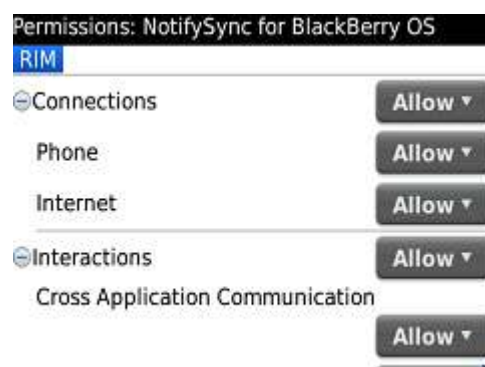 Permissions: NotifySync for BlackBerry OS
RIM
Connections Allow
Phone Allow
Internet Allow
Interactions Allow
Cross Application Communication
Allow